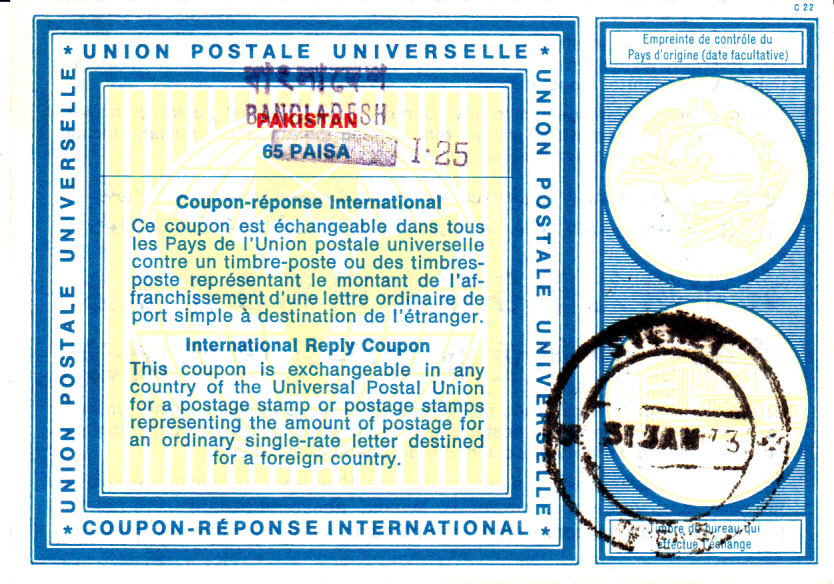 C 22
* UNION POSTALE UNIVERSELLE *
UNION POSTALE UNIVERSELLE
UNION POSTALE UNIVERSELLE
বাংলাদেশ
BANGLADESH
PAKISTAN
65 PAISA
1·25
Coupon-réponse International
Ce coupon est échangeable dans tous
les Pays de l'Union postale universelle
contre un timbre-poste ou des timbres-
poste représentant le montant de l'af-
franchissement d'une lettre ordinaire de
port simple à destination de l'étranger.
International Reply Coupon
This coupon is exchangeable in any
country of the Universal Postal Union
for a postage stamp or postage stamps
representing the amount of postage for
an ordinary single-rate letter destined
for a foreign country.
* COUPON-RÉPONSE INTERNATIONAL *
Empreinte de contrôle du
Pays d'origine (date facultative)
SYDNEY
31 JAN 73
Timbre du bureau qui
effectue l'échange